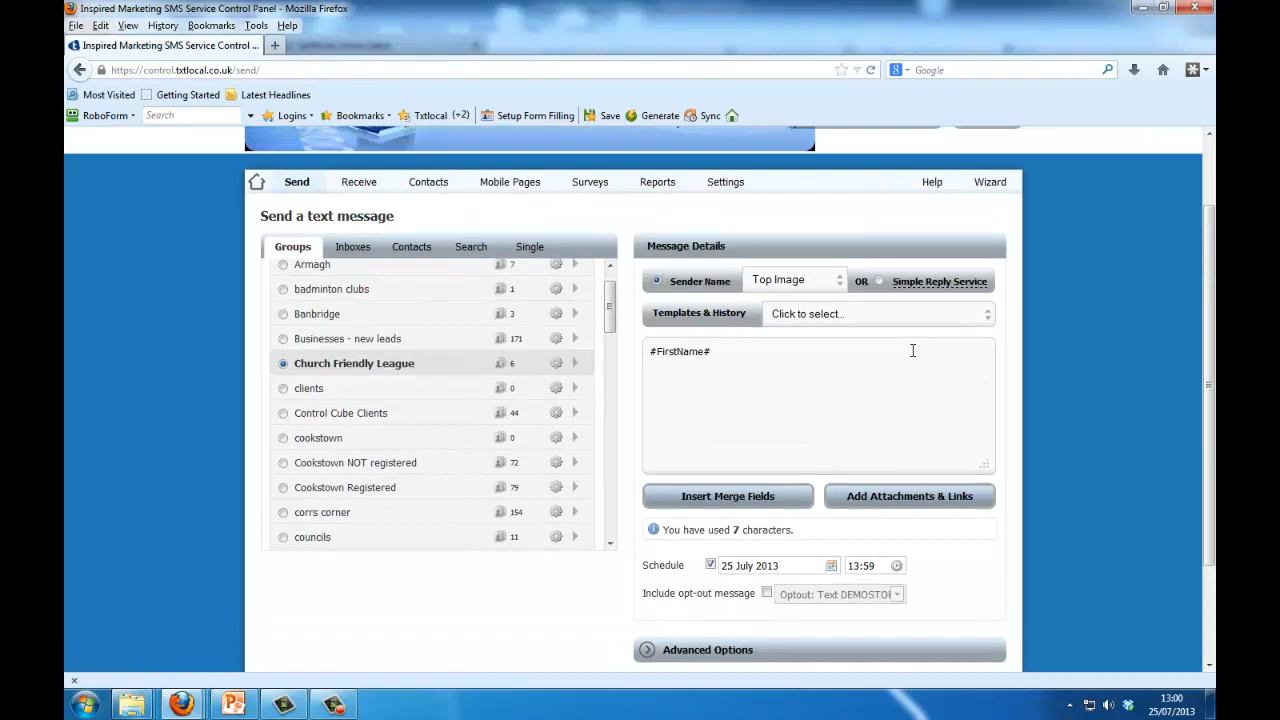 Inspired Marketing SMS Service Control Panel - Mozilla Firefox
File Edit View History Bookmarks Tools Help
Inspired Marketing SMS Service Control ...
https://control.txtlocal.co.uk/send/
Google
Most Visited Getting Started Latest Headlines
RoboForm Search Logins Bookmarks Txtlocal (+2) Setup Form Filling Save Generate Sync
Send Receive Contacts Mobile Pages Surveys Reports Settings Help Wizard
Send a text message
Groups Inboxes Contacts Search Single
Message Details
Armagh 7
badminton clubs 1
Banbridge 3
Businesses - new leads 171
Church Friendly League 6
clients 0
Control Cube Clients 44
cookstown 0
Cookstown NOT registered 72
Cookstown Registered 79
corrs corner 154
councils 11
Sender Name Top Image OR Simple Reply Service
Templates & History Click to select...
#FirstName#
Insert Merge Fields Add Attachments & Links
You have used 7 characters.
Schedule 25 July 2013 13:59
Include opt-out message Optout: Text DEMOSTO
Advanced Options
13:00
25/07/2013